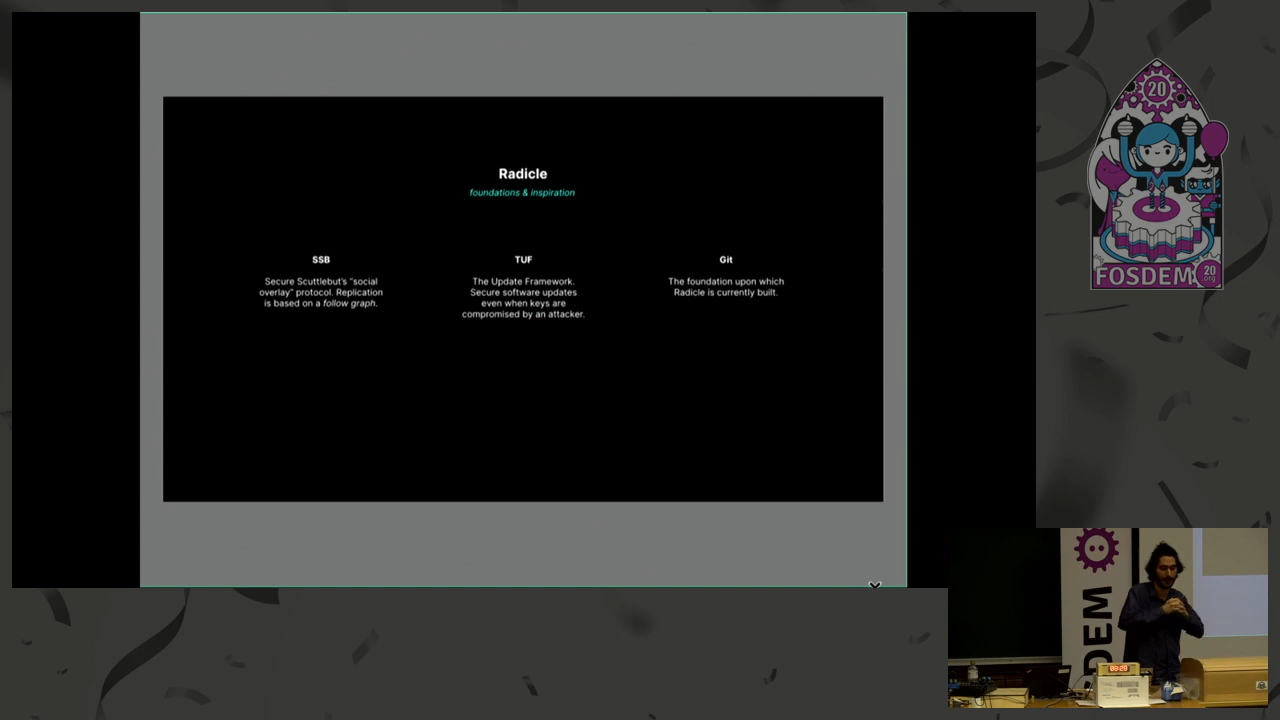 Radicle
foundations & inspiration
SSB
Secure Scuttlebut's "social
overlay" protocol. Replication
is based on a follow graph.
TUF
The Update Framework.
Secure software updates
even when keys are
compromised by an attacker.
Git
The foundation upon which
Radicle is currently built.
20
FOSDEM
20
org
DEM